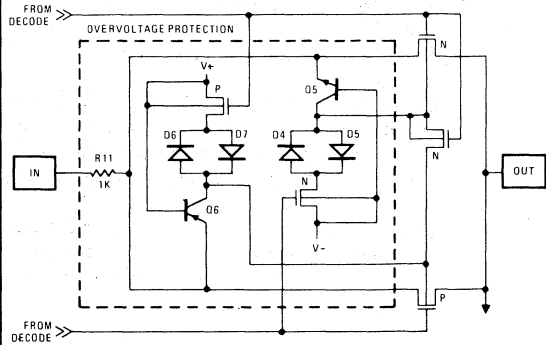 FROM
DECODE
OVERVOLTAGE PROTECTION
N
V+
P
Q5
D6
D7
D4
D5
N
IN
R11
1K
OUT
Q6
N
V-
P
FROM
DECODE